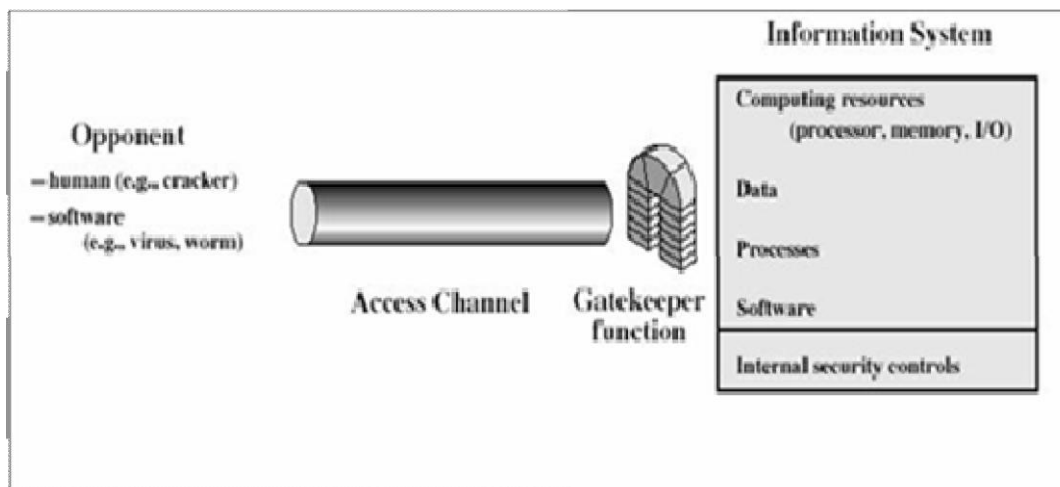 Information System
Computing resources
(processor, memory, I/O)
Data
Processes
Software
Internal security controls
Opponent
—human (e.g., cracker)
—software
(e.g., virus, worm)
Access Channel
Gatekeeper
function